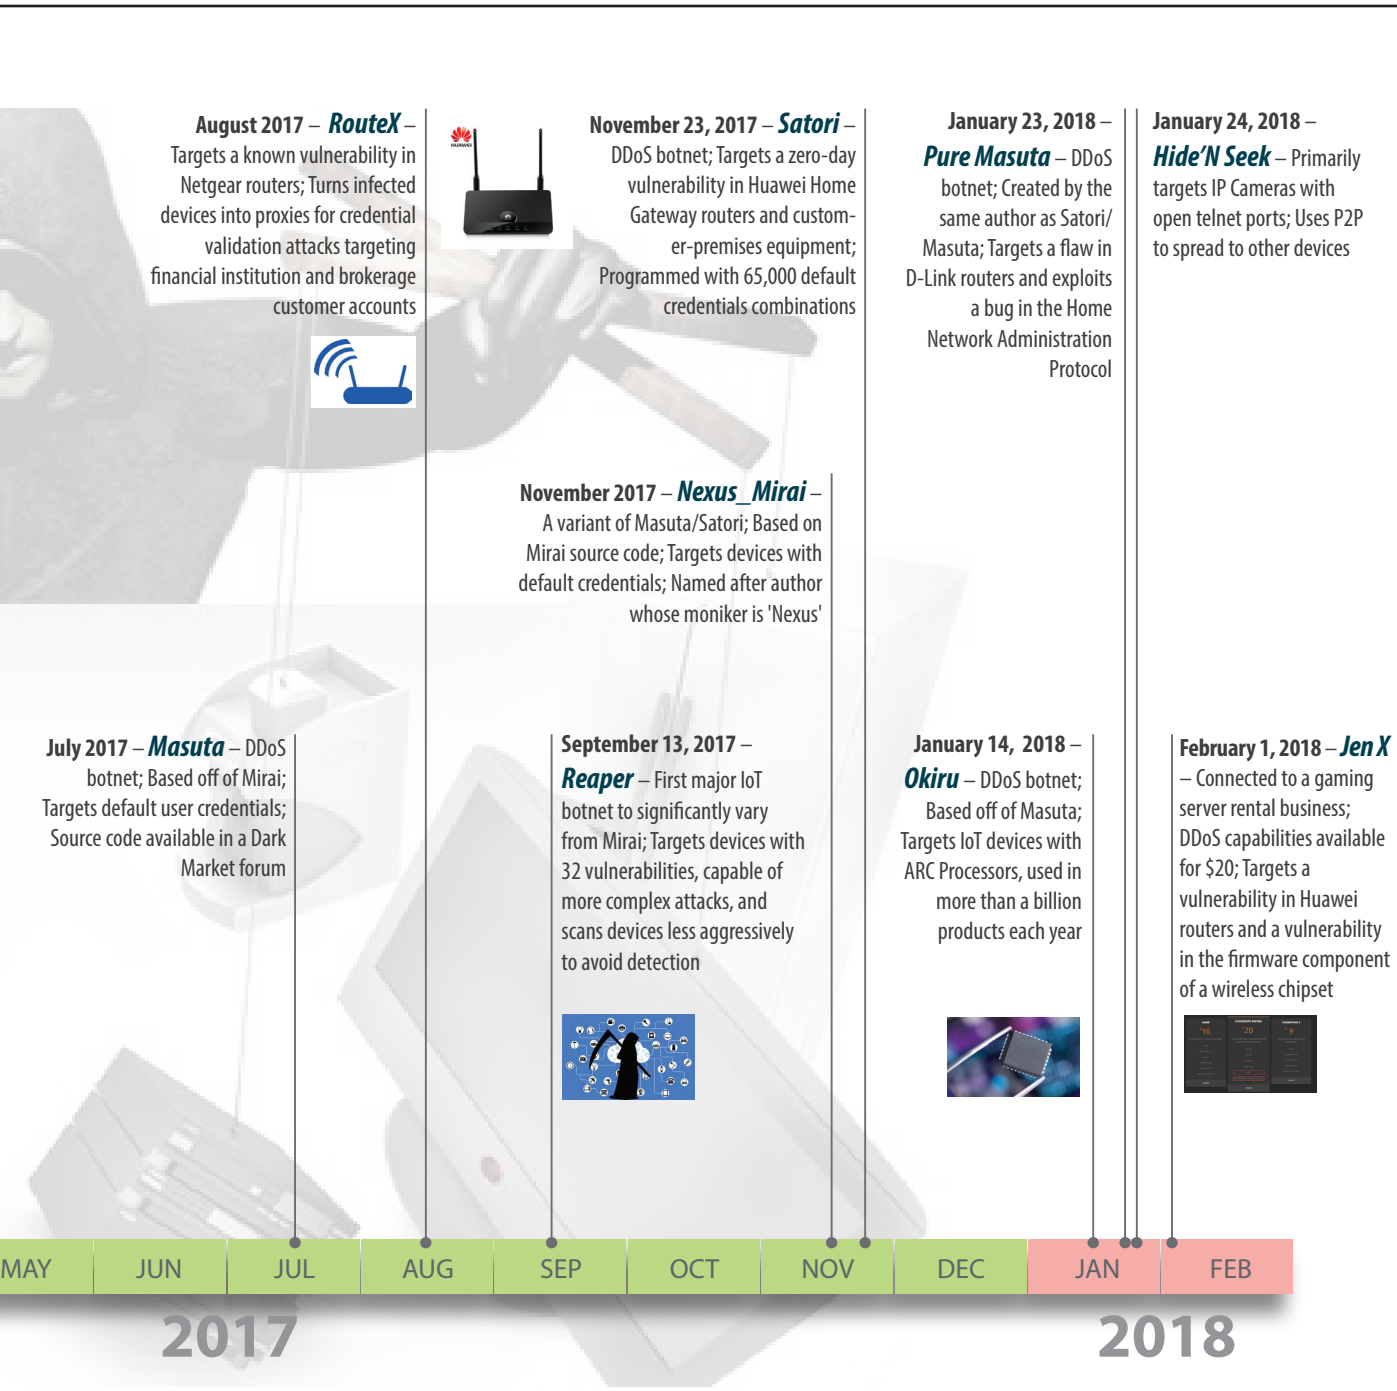 August 2017 – RouteX –
Targets a known vulnerability in
Netgear routers; Turns infected
devices into proxies for credential
validation attacks targeting
financial institution and brokerage
customer accounts
HUAWEI
November 23, 2017 – Satori –
DDoS botnet; Targets a zero-day
vulnerability in Huawei Home
Gateway routers and custom-
er-premises equipment;
Programmed with 65,000 default
credentials combinations
January 23, 2018 –
Pure Masuta – DDoS
botnet; Created by the
same author as Satori/
Masuta; Targets a flaw in
D-Link routers and exploits
a bug in the Home
Network Administration
Protocol
January 24, 2018 –
Hide’N Seek – Primarily
targets IP Cameras with
open telnet ports; Uses P2P
to spread to other devices
November 2017 – Nexus_Mirai –
A variant of Masuta/Satori; Based on
Mirai source code; Targets devices with
default credentials; Named after author
whose moniker is 'Nexus'
July 2017 – Masuta – DDoS
botnet; Based off of Mirai;
Targets default user credentials;
Source code available in a Dark
Market forum
September 13, 2017 –
Reaper – First major IoT
botnet to significantly vary
from Mirai; Targets devices with
32 vulnerabilities, capable of
more complex attacks, and
scans devices less aggressively
to avoid detection
January 14, 2018 –
Okiru – DDoS botnet;
Based off of Masuta;
Targets IoT devices with
ARC Processors, used in
more than a billion
products each year
February 1, 2018 – Jen X
– Connected to a gaming
server rental business;
DDoS capabilities available
for $20; Targets a
vulnerability in Huawei
routers and a vulnerability
in the firmware component
of a wireless chipset
16
20
9
MAY JUN JUL AUG SEP OCT NOV DEC JAN FEB
2017 2018